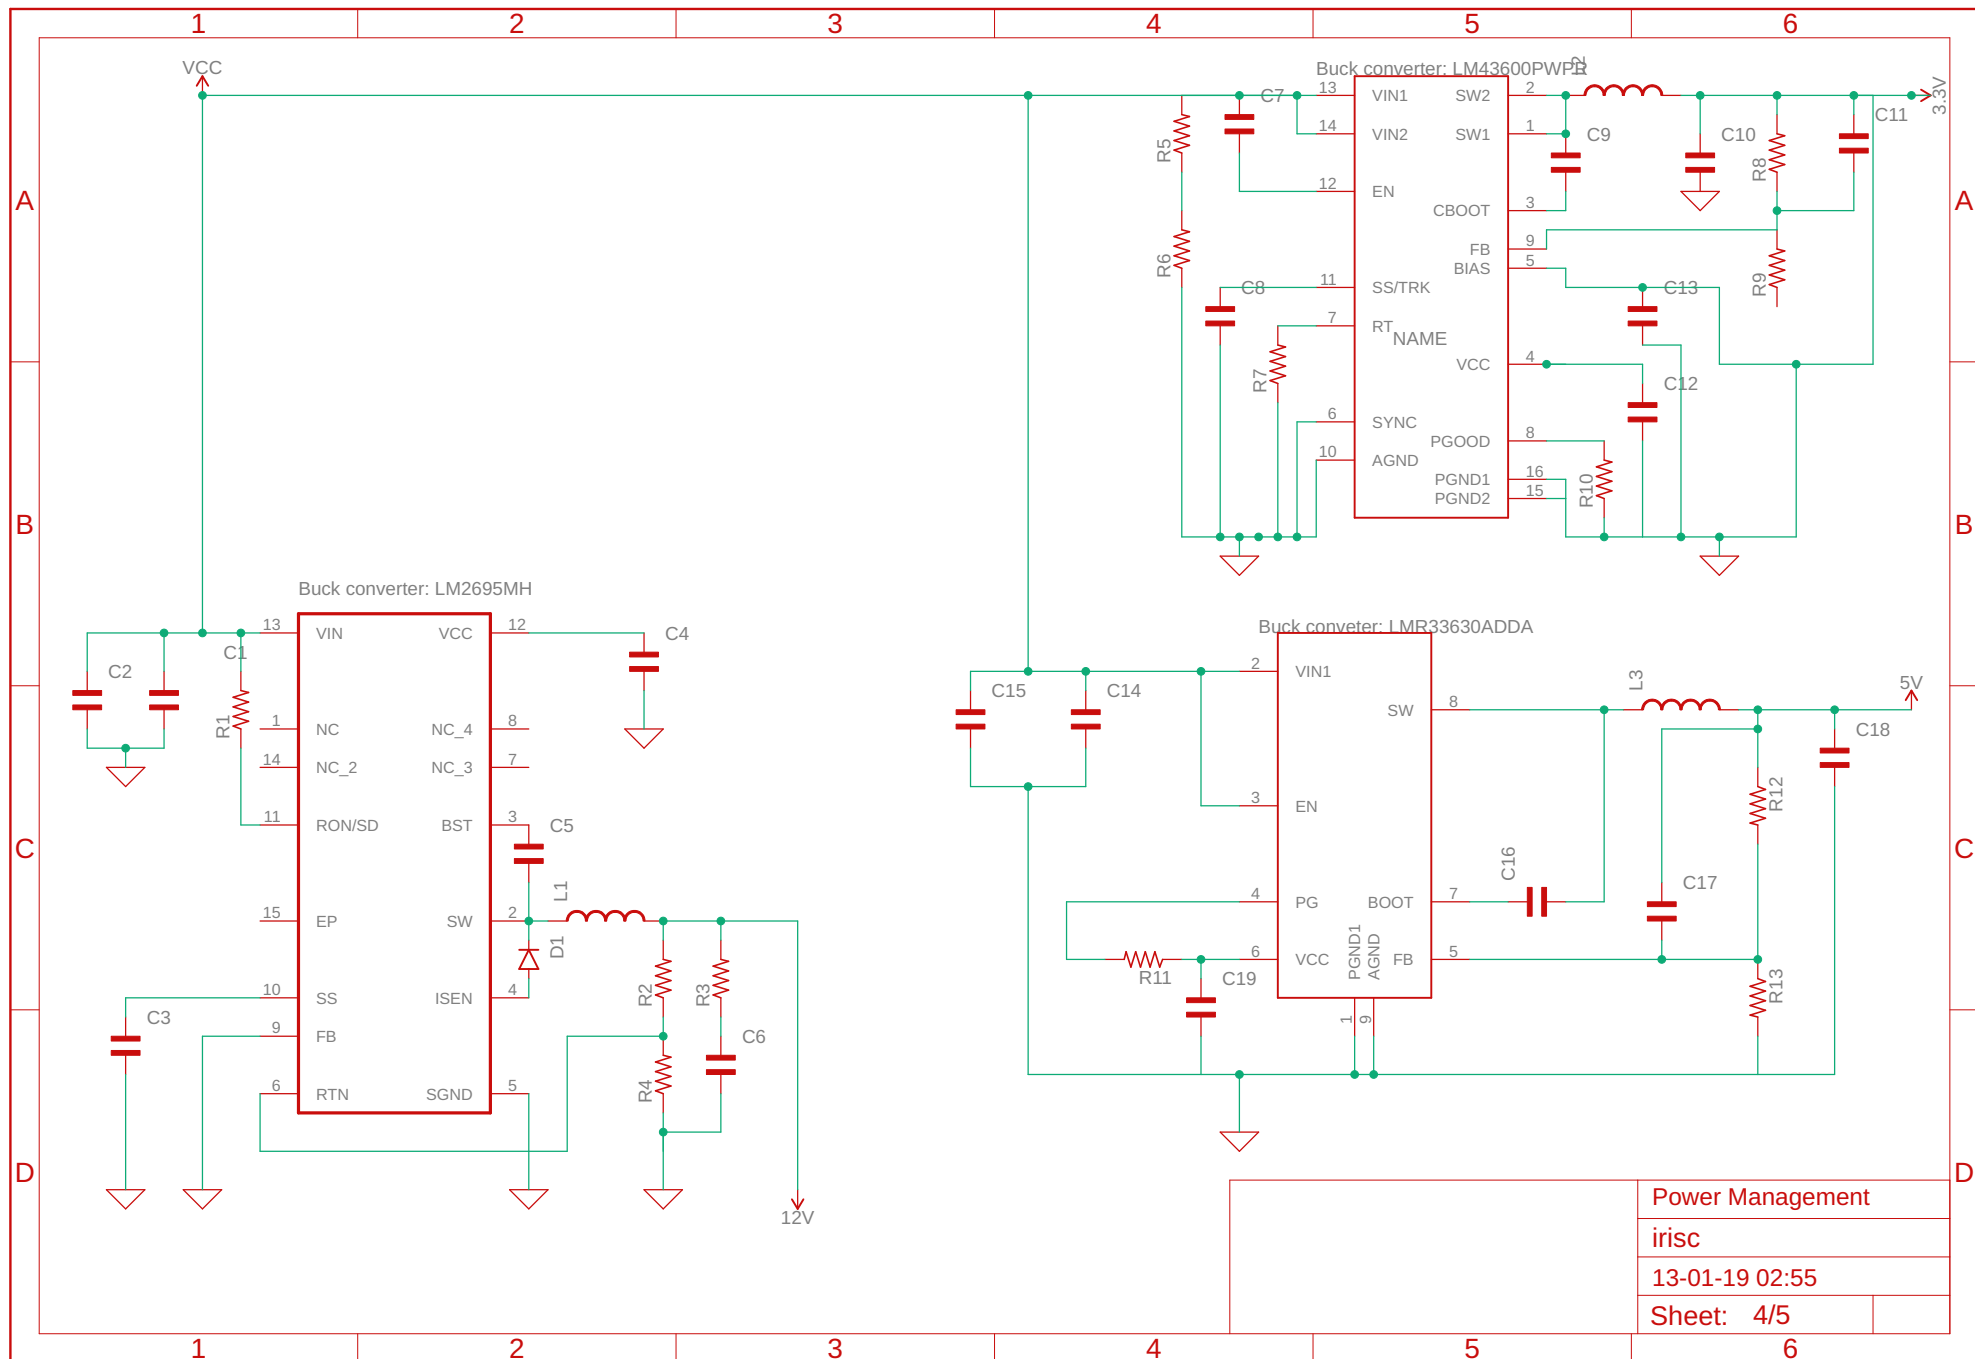 1 2 3 4 5 6
A A
B B
C C
D D
1 2 3 4 5 6
VCC
Buck converter: LM43600PWPR
13 VIN1 SW2 2
14 VIN2 SW1 1
12 EN
CBOOT 3
FB 9
BIAS 5
11 SS/TRK
7 RT
NAME
VCC 4
6 SYNC
PGOOD 8
10 AGND
PGND1 16
PGND2 15
C7
R5
R6
C8
R7
C9
C10
R8
C11
3.3V
R9
C13
C12
R10
Buck converter: LM2695MH
13 VIN VCC 12
1 NC NC_4 8
14 NC_2 NC_3 7
11 RON/SD BST 3
15 EP SW 2
10 SS ISEN 4
9 FB
6 RTN SGND 5
C1
C2
R1
C4
C5
L1
D1
R2
R3
C3
C6
R4
12V
Buck conveter: LMR33630ADDA
2 VIN1
SW 8
3 EN
4 PG BOOT 7
6 VCC PGND1 AGND FB 5
1 9
C15
C14
L3
5V
C18
R12
C16
C17
R11
C19
R13
Power Management
irisc
13-01-19 02:55
Sheet: 4/5